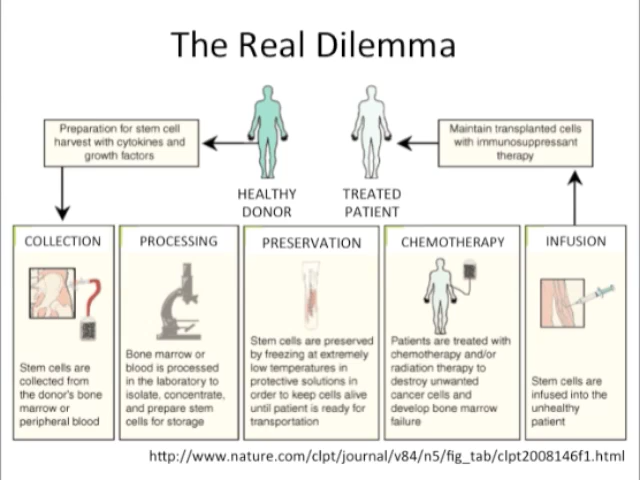 The Real Dilemma
Preparation for stem cell
harvest with cytokines and
growth factors
Maintain transplanted cells
with immunosuppressant
therapy
HEALTHY
DONOR
TREATED
PATIENT
COLLECTION
Stem cells are
collected from
the donor's bone
marrow or
peripheral blood
PROCESSING
Bone marrow or
blood is processed
in the laboratory to
isolate, concentrate,
and prepare stem
cells for storage
PRESERVATION
Stem cells are preserved
by freezing at extremely
low temperatures in
protective solutions in
order to keep cells alive
until patient is ready for
transportation
CHEMOTHERAPY
Patients are treated with
chemotherapy and/or
radiation therapy to
destroy unwanted
cancer cells and
develop bone marrow
failure
INFUSION
Stem cells are
infused into the
unhealthy
patient
http://www.nature.com/clpt/journal/v84/n5/fig_tab/clpt2008146f1.html